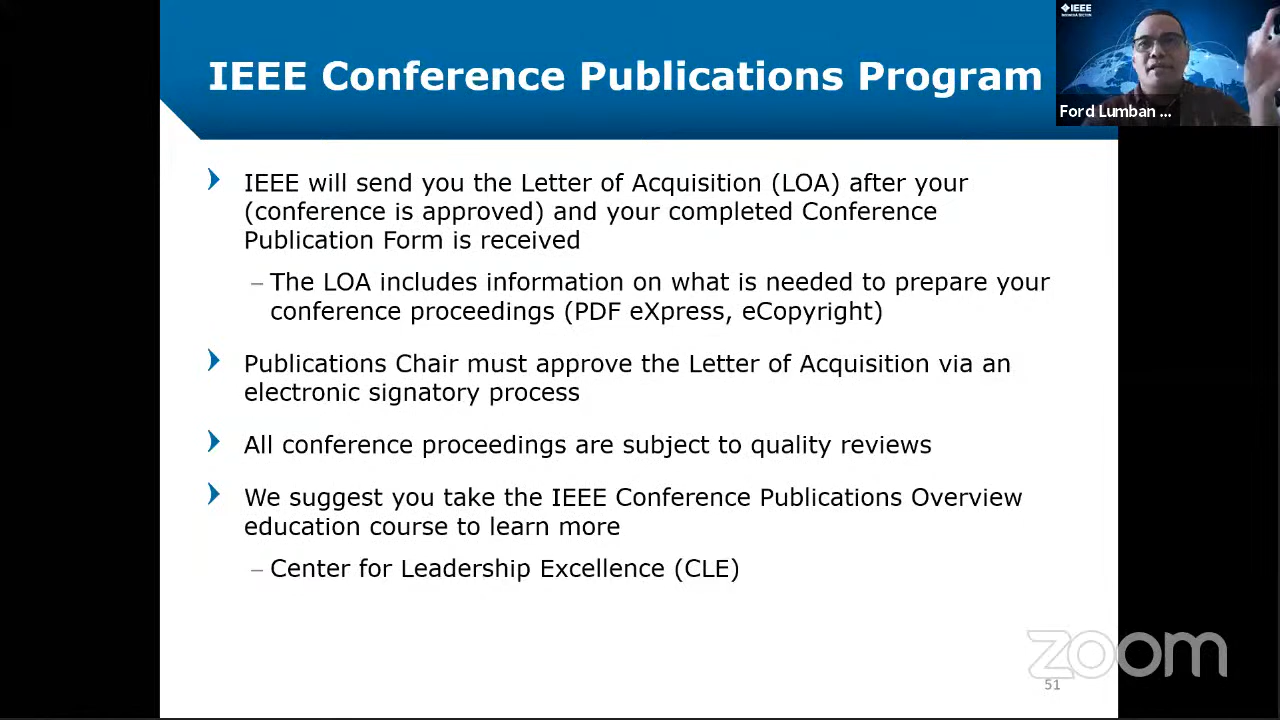 IEEE Conference Publications Program
IEEE
INDONESIA SECTION
Ford Lumban ...
IEEE will send you the Letter of Acquisition (LOA) after your
(conference is approved) and your completed Conference
Publication Form is received
– The LOA includes information on what is needed to prepare your
conference proceedings (PDF eXpress, eCopyright)
Publications Chair must approve the Letter of Acquisition via an
electronic signatory process
All conference proceedings are subject to quality reviews
We suggest you take the IEEE Conference Publications Overview
education course to learn more
– Center for Leadership Excellence (CLE)
zoom
51